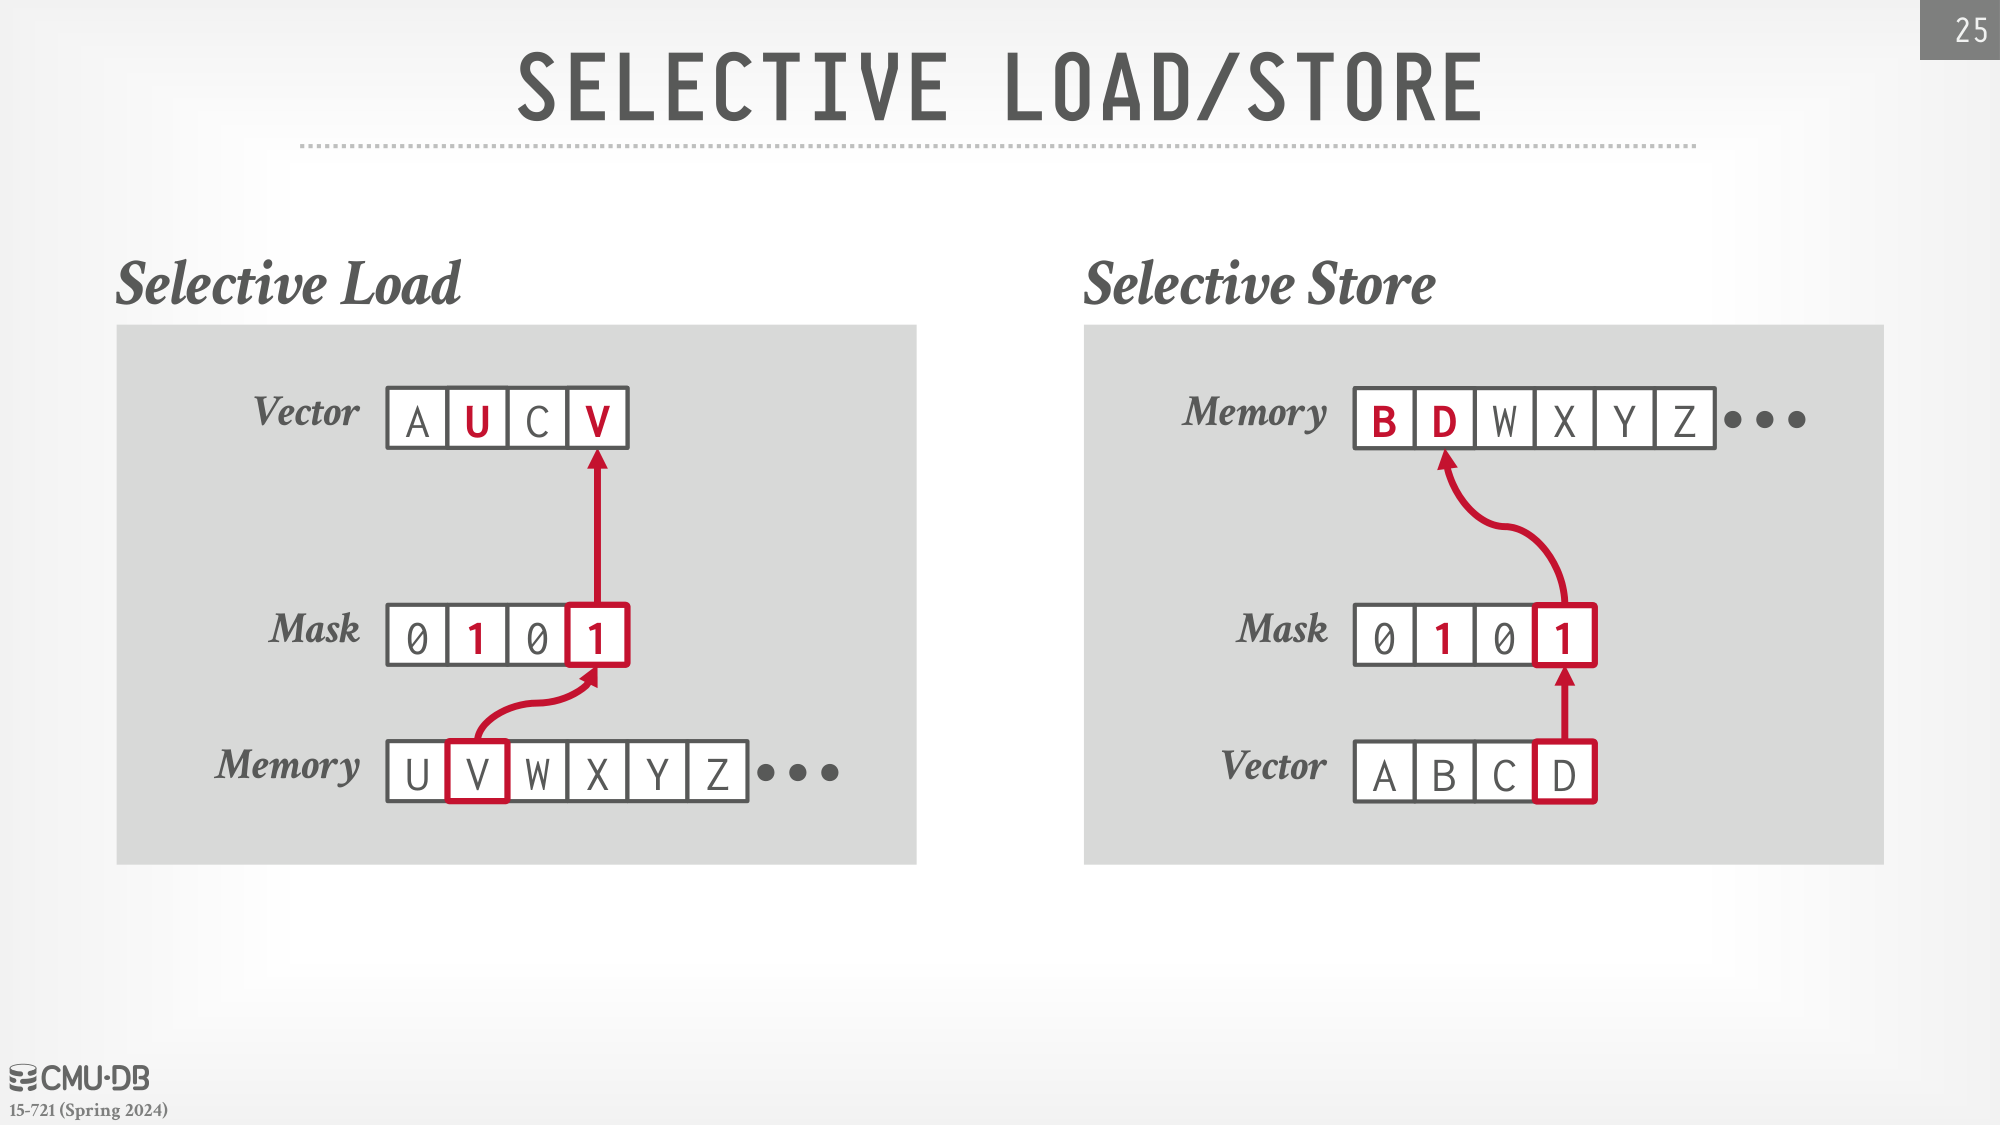 25
SELECTIVE LOAD/STORE
Selective Load
Vector A U C V
Mask 0 1 0 1
Memory U V W X Y Z •••
Selective Store
Memory B D W X Y Z •••
Mask 0 1 0 1
Vector A B C D
CMU·DB
15-721 (Spring 2024)